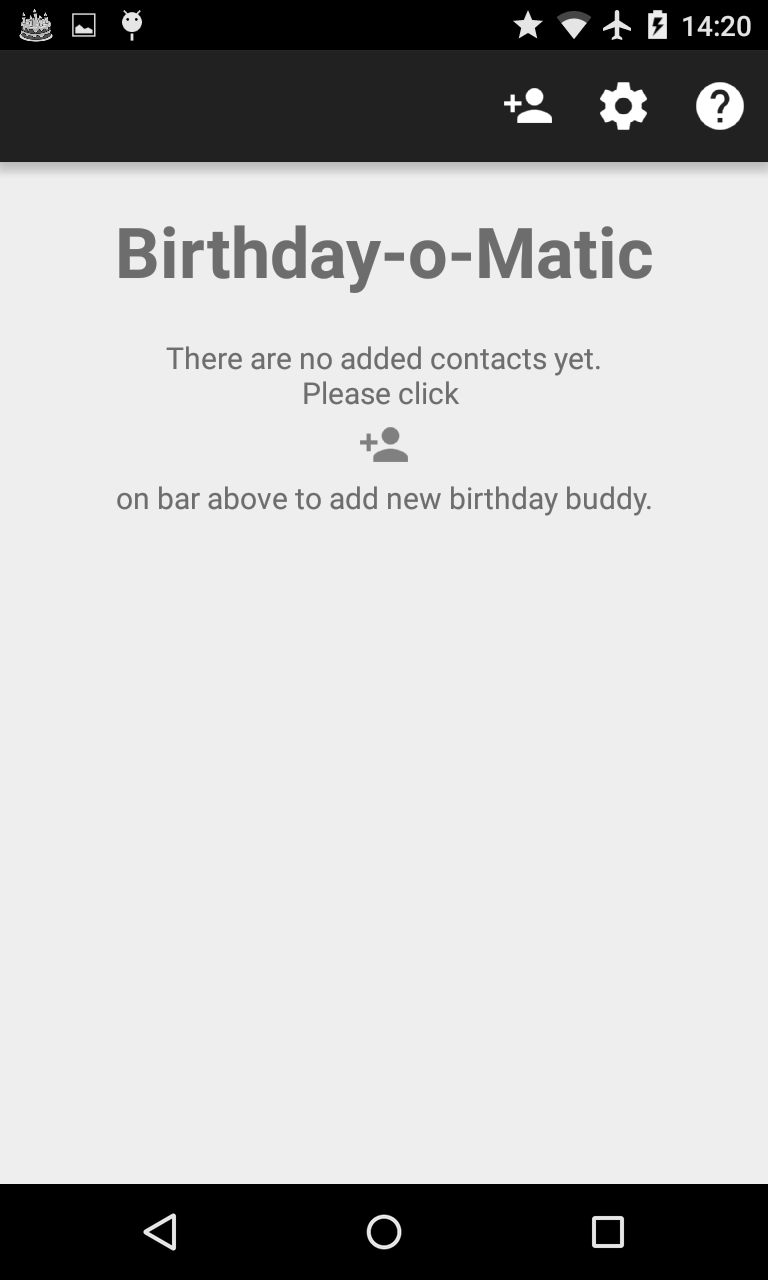 14:20
Birthday-o-Matic
There are no added contacts yet.
Please click
on bar above to add new birthday buddy.